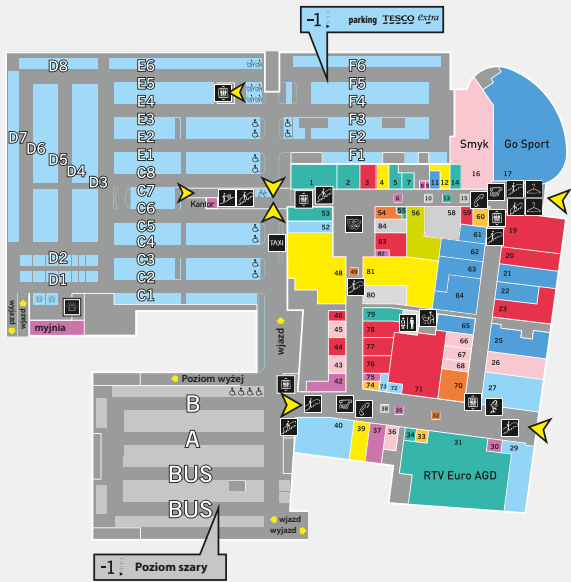 -1 parking TESCO extra
D8 E6 F6
E5 F5
E4 F4
D7 D6 E3 F3
D5 E2 F2
D4 E1 F1
D3 C8
C7
C6
Kantor
C5
C4
D2 C3
D1 C2
C1
TAXI
myjnia
wyjazd wjazd
wjazd
Smyk
16
Go Sport
17
1 2 3 4 5 7 11 12 14
6 10 13 15
53 54 55 56 58 59 60
52 84 61 19
83 62 20
82 63 21
48 49 81 64 22
80 23
46 79 65 25
45 78 66
44 77 67 26
43 76 68
42 75 71 70 27
74 73 72
38 35 32
40 39 37 36 34 33 31 30 29
RTV Euro AGD
Poziom wyżej
B
A
BUS
BUS
wjazd
wyjazd
-1 Poziom szary